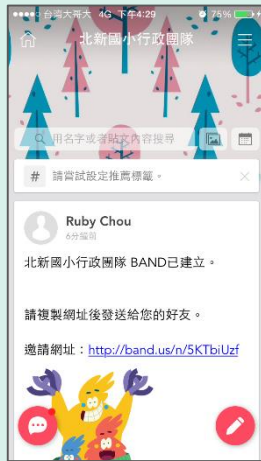 台灣大哥大 4G 下午4:29 75%
北新國小行政團隊
用名字或者貼文內容搜尋
# 請嘗試設定推薦標籤。
Ruby Chou
6分鐘前
北新國小行政團隊 BAND已建立。
請複製網址後發送給您的好友。
邀請網址：http://band.us/n/5KTbiUzf